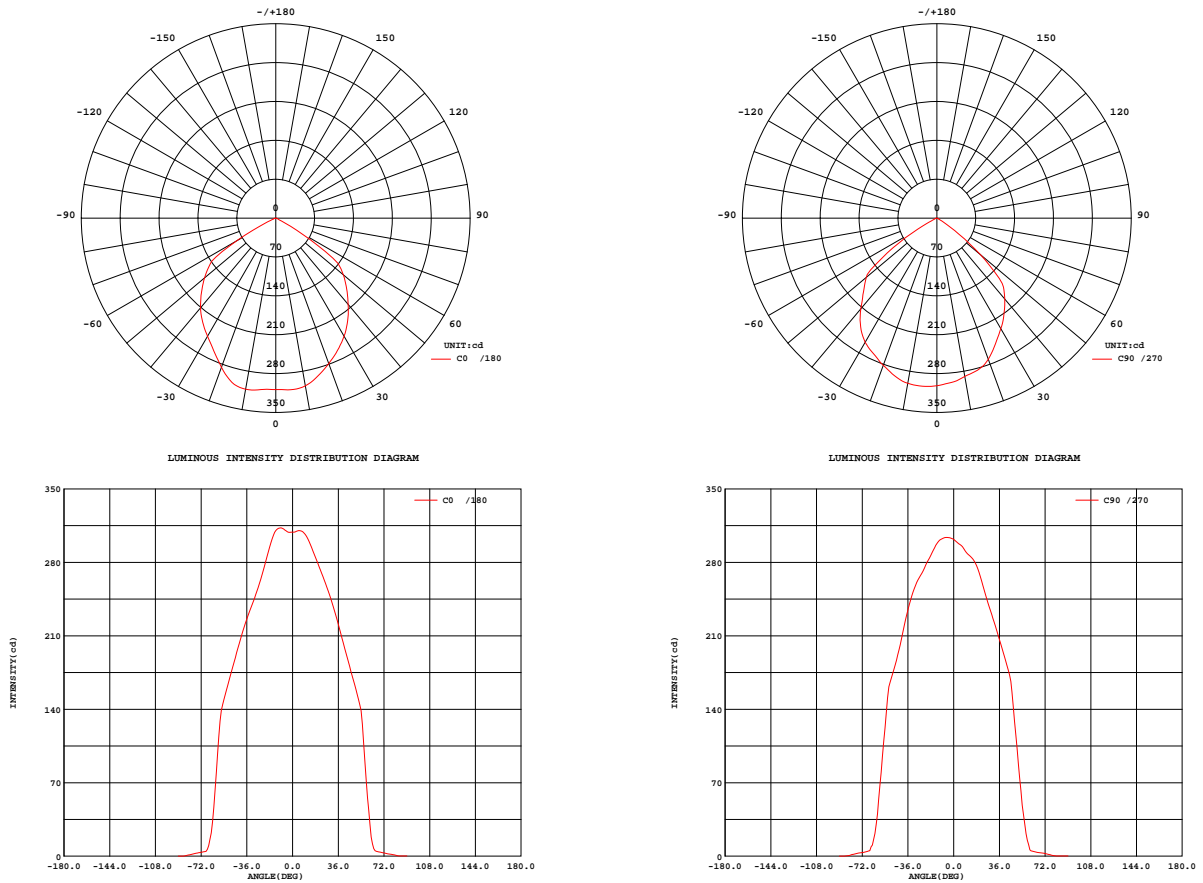 -/+180
-150 150
-120 120
-90 90
-60 60
-30 30
0
0
70
140
210
280
350
UNIT:cd
C0 /180
-/+180
-150 150
-120 120
-90 90
-60 60
-30 30
0
0
70
140
210
280
350
UNIT:cd
C90 /270
LUMINOUS INTENSITY DISTRIBUTION DIAGRAM
C0 /180
350
280
210
140
70
0
INTENSITY(cd)
-180.0 -144.0 -108.0 -72.0 -36.0 0.0 36.0 72.0 108.0 144.0 180.0
ANGLE(DEG)
LUMINOUS INTENSITY DISTRIBUTION DIAGRAM
C90 /270
350
280
210
140
70
0
INTENSITY(cd)
-180.0 -144.0 -108.0 -72.0 -36.0 0.0 36.0 72.0 108.0 144.0 180.0
ANGLE(DEG)